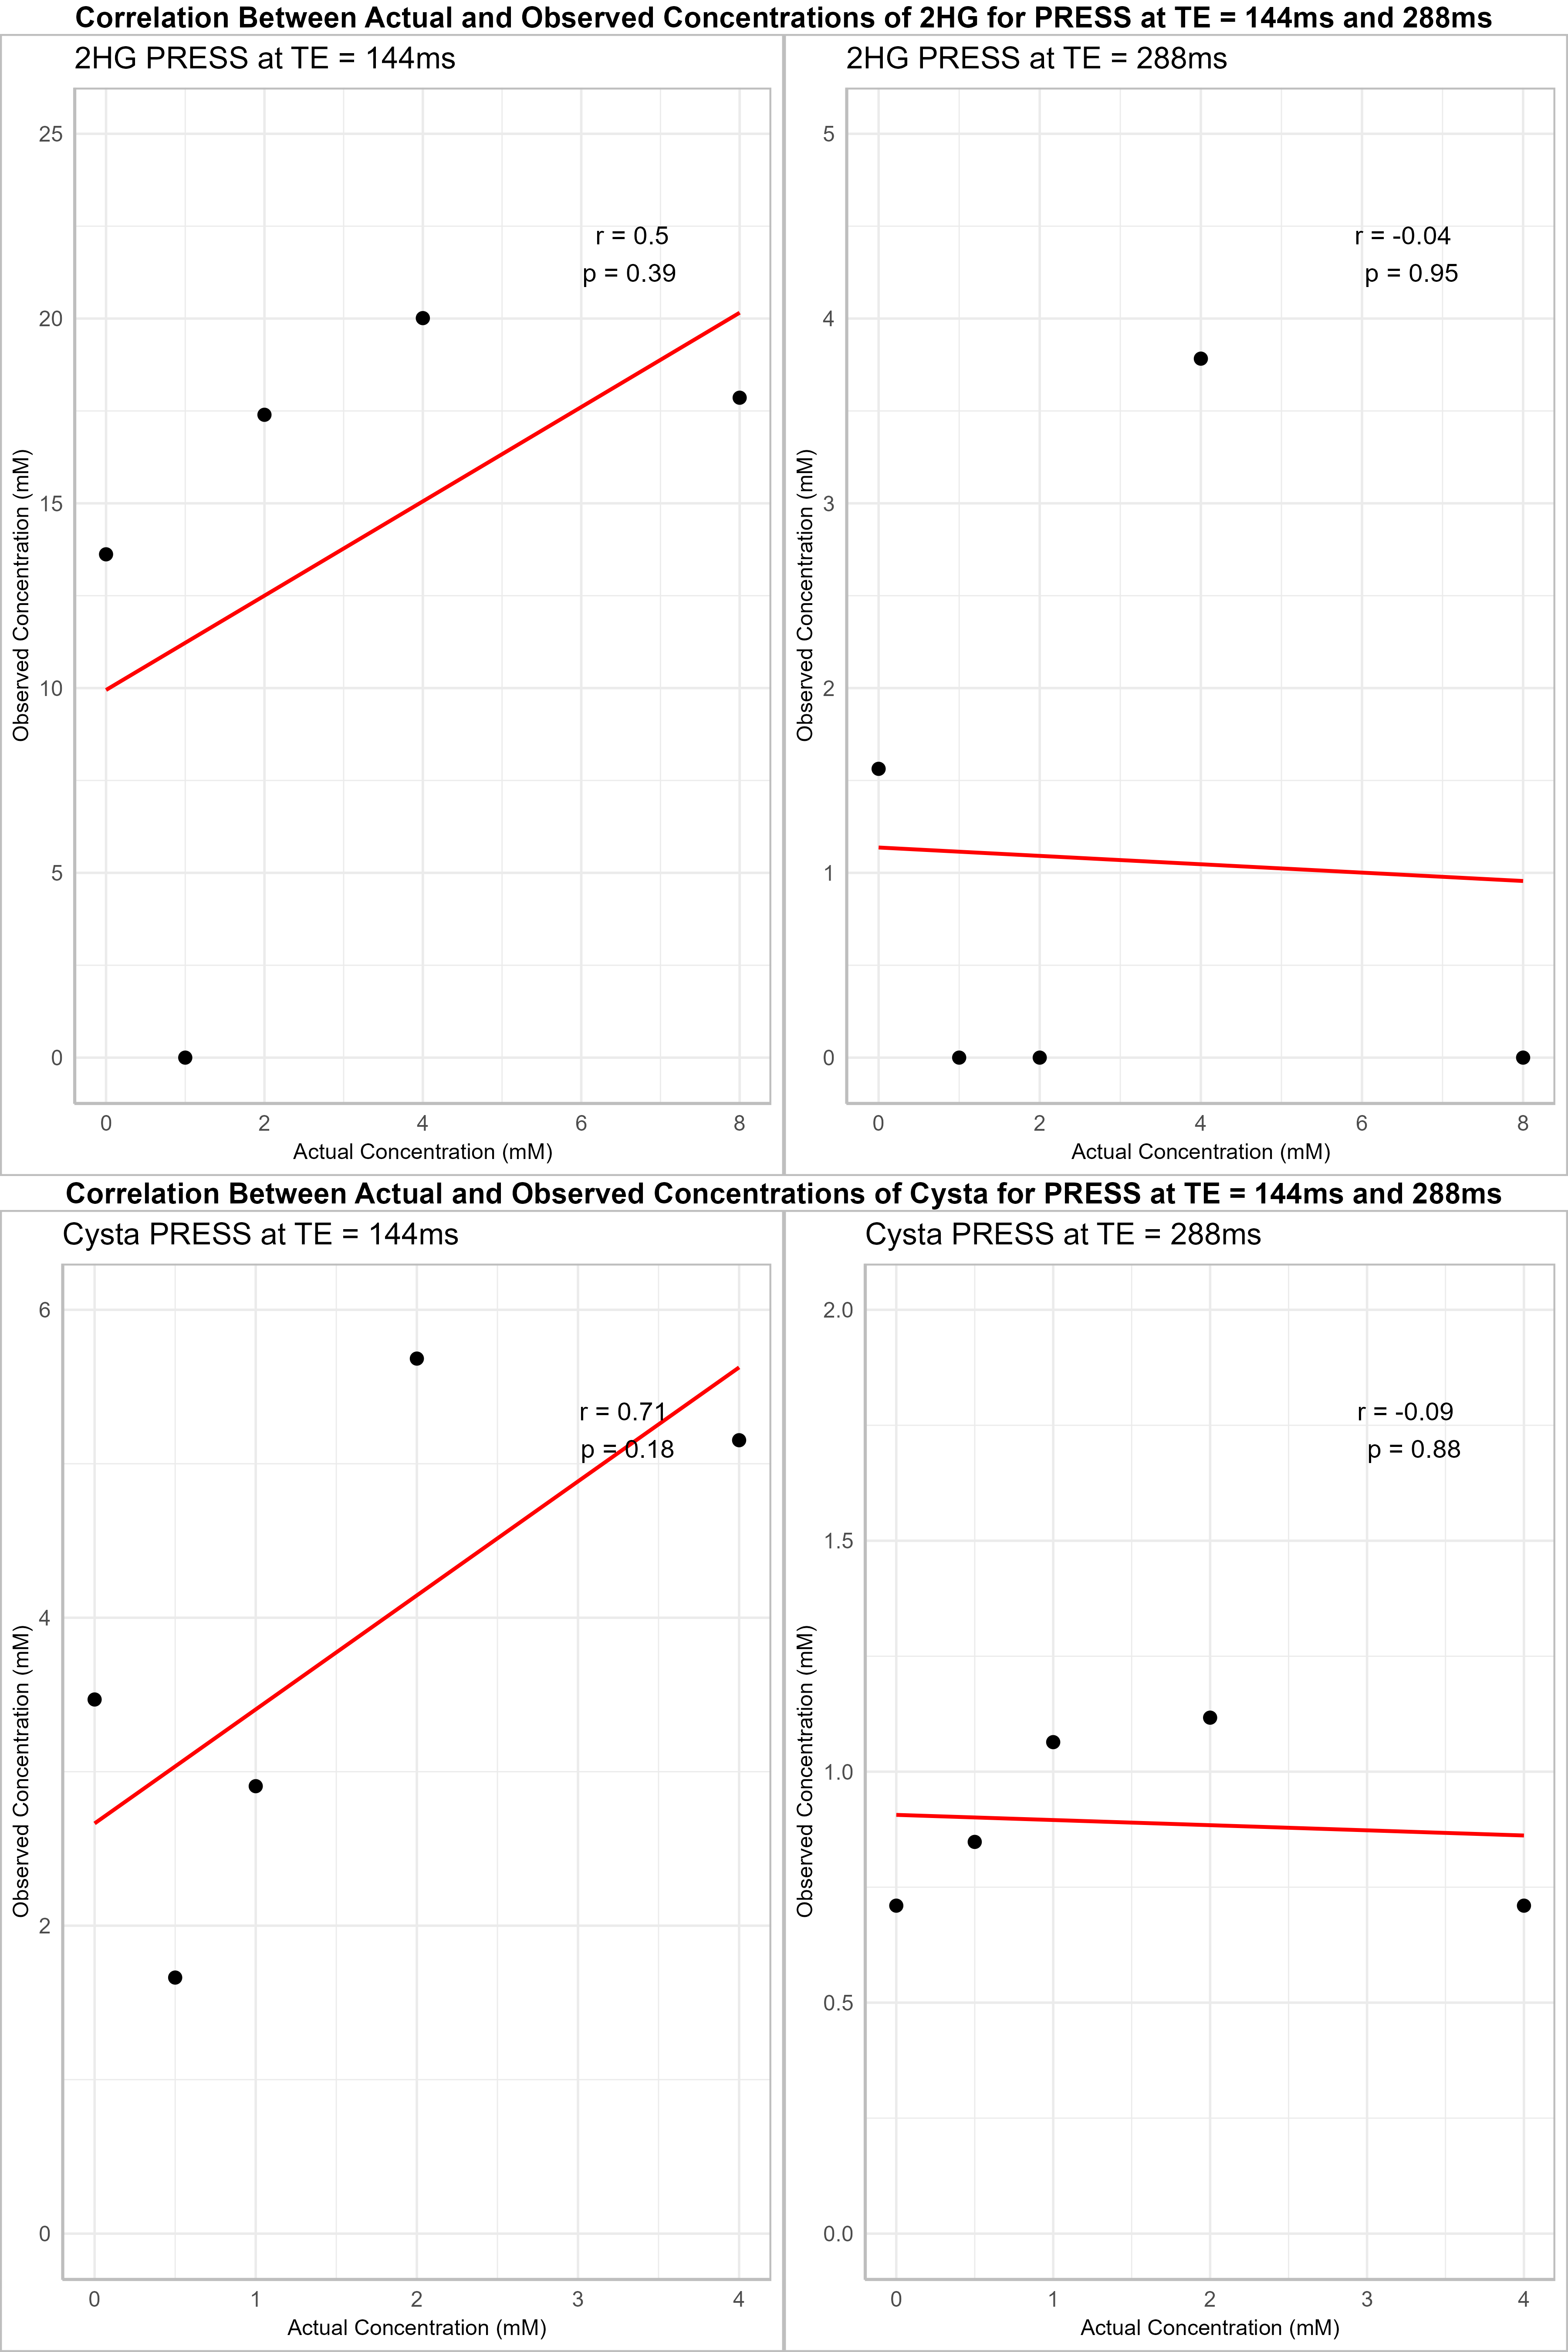 Correlation Between Actual and Observed Concentrations of 2HG for PRESS at TE = 144ms and 288ms
2HG PRESS at TE = 144ms
25
20
15
10
5
0
r = 0.5
p = 0.39
Observed Concentration (mM)
0 2 4 6 8
Actual Concentration (mM)
2HG PRESS at TE = 288ms
5
4
3
2
1
0
r = -0.04
p = 0.95
Observed Concentration (mM)
0 2 4 6 8
Actual Concentration (mM)
Correlation Between Actual and Observed Concentrations of Cysta for PRESS at TE = 144ms and 288ms
Cysta PRESS at TE = 144ms
6
4
2
0
r = 0.71
p = 0.18
Observed Concentration (mM)
0 1 2 3 4
Actual Concentration (mM)
Cysta PRESS at TE = 288ms
2.0
1.5
1.0
0.5
0.0
r = -0.09
p = 0.88
Observed Concentration (mM)
0 1 2 3 4
Actual Concentration (mM)